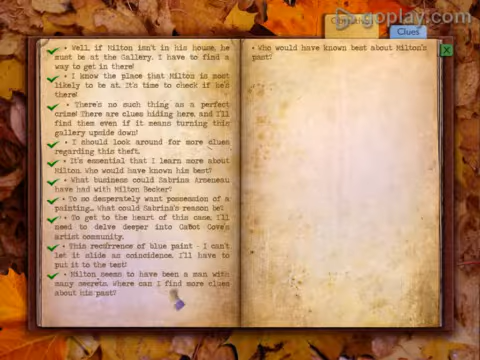 goplay.com
Clues
• Well, if Milton isn't in his house, he
must be at the Gallery. I have to find a
way to get in there!
• I know the place that Milton is most
likely to be at. It's time to check if he's
there!
• There's no such thing as a perfect
crime! There are clues hiding here, and I'll
find them even if it means turning this
gallery upside down!
• I should look around for more clues
regarding this theft.
• It's essential that I learn more about
Milton. Who would have known him best?
• What business could Sabrina
have had with Milton Becker?
• To so desperately want possession of a
painting... What could Sabrina's reason be?
• To get to the heart of this case, I'll
need to delve deeper into Cabot Cove's
artist community.
• This recurrence of blue paint - I can't
let it slide as coincidence. I'll have to
put it to the test!
• Milton seems to have been a man with
many secrets. Where can I find more clues
about his past?
• Who would have known best about Milton's
past?